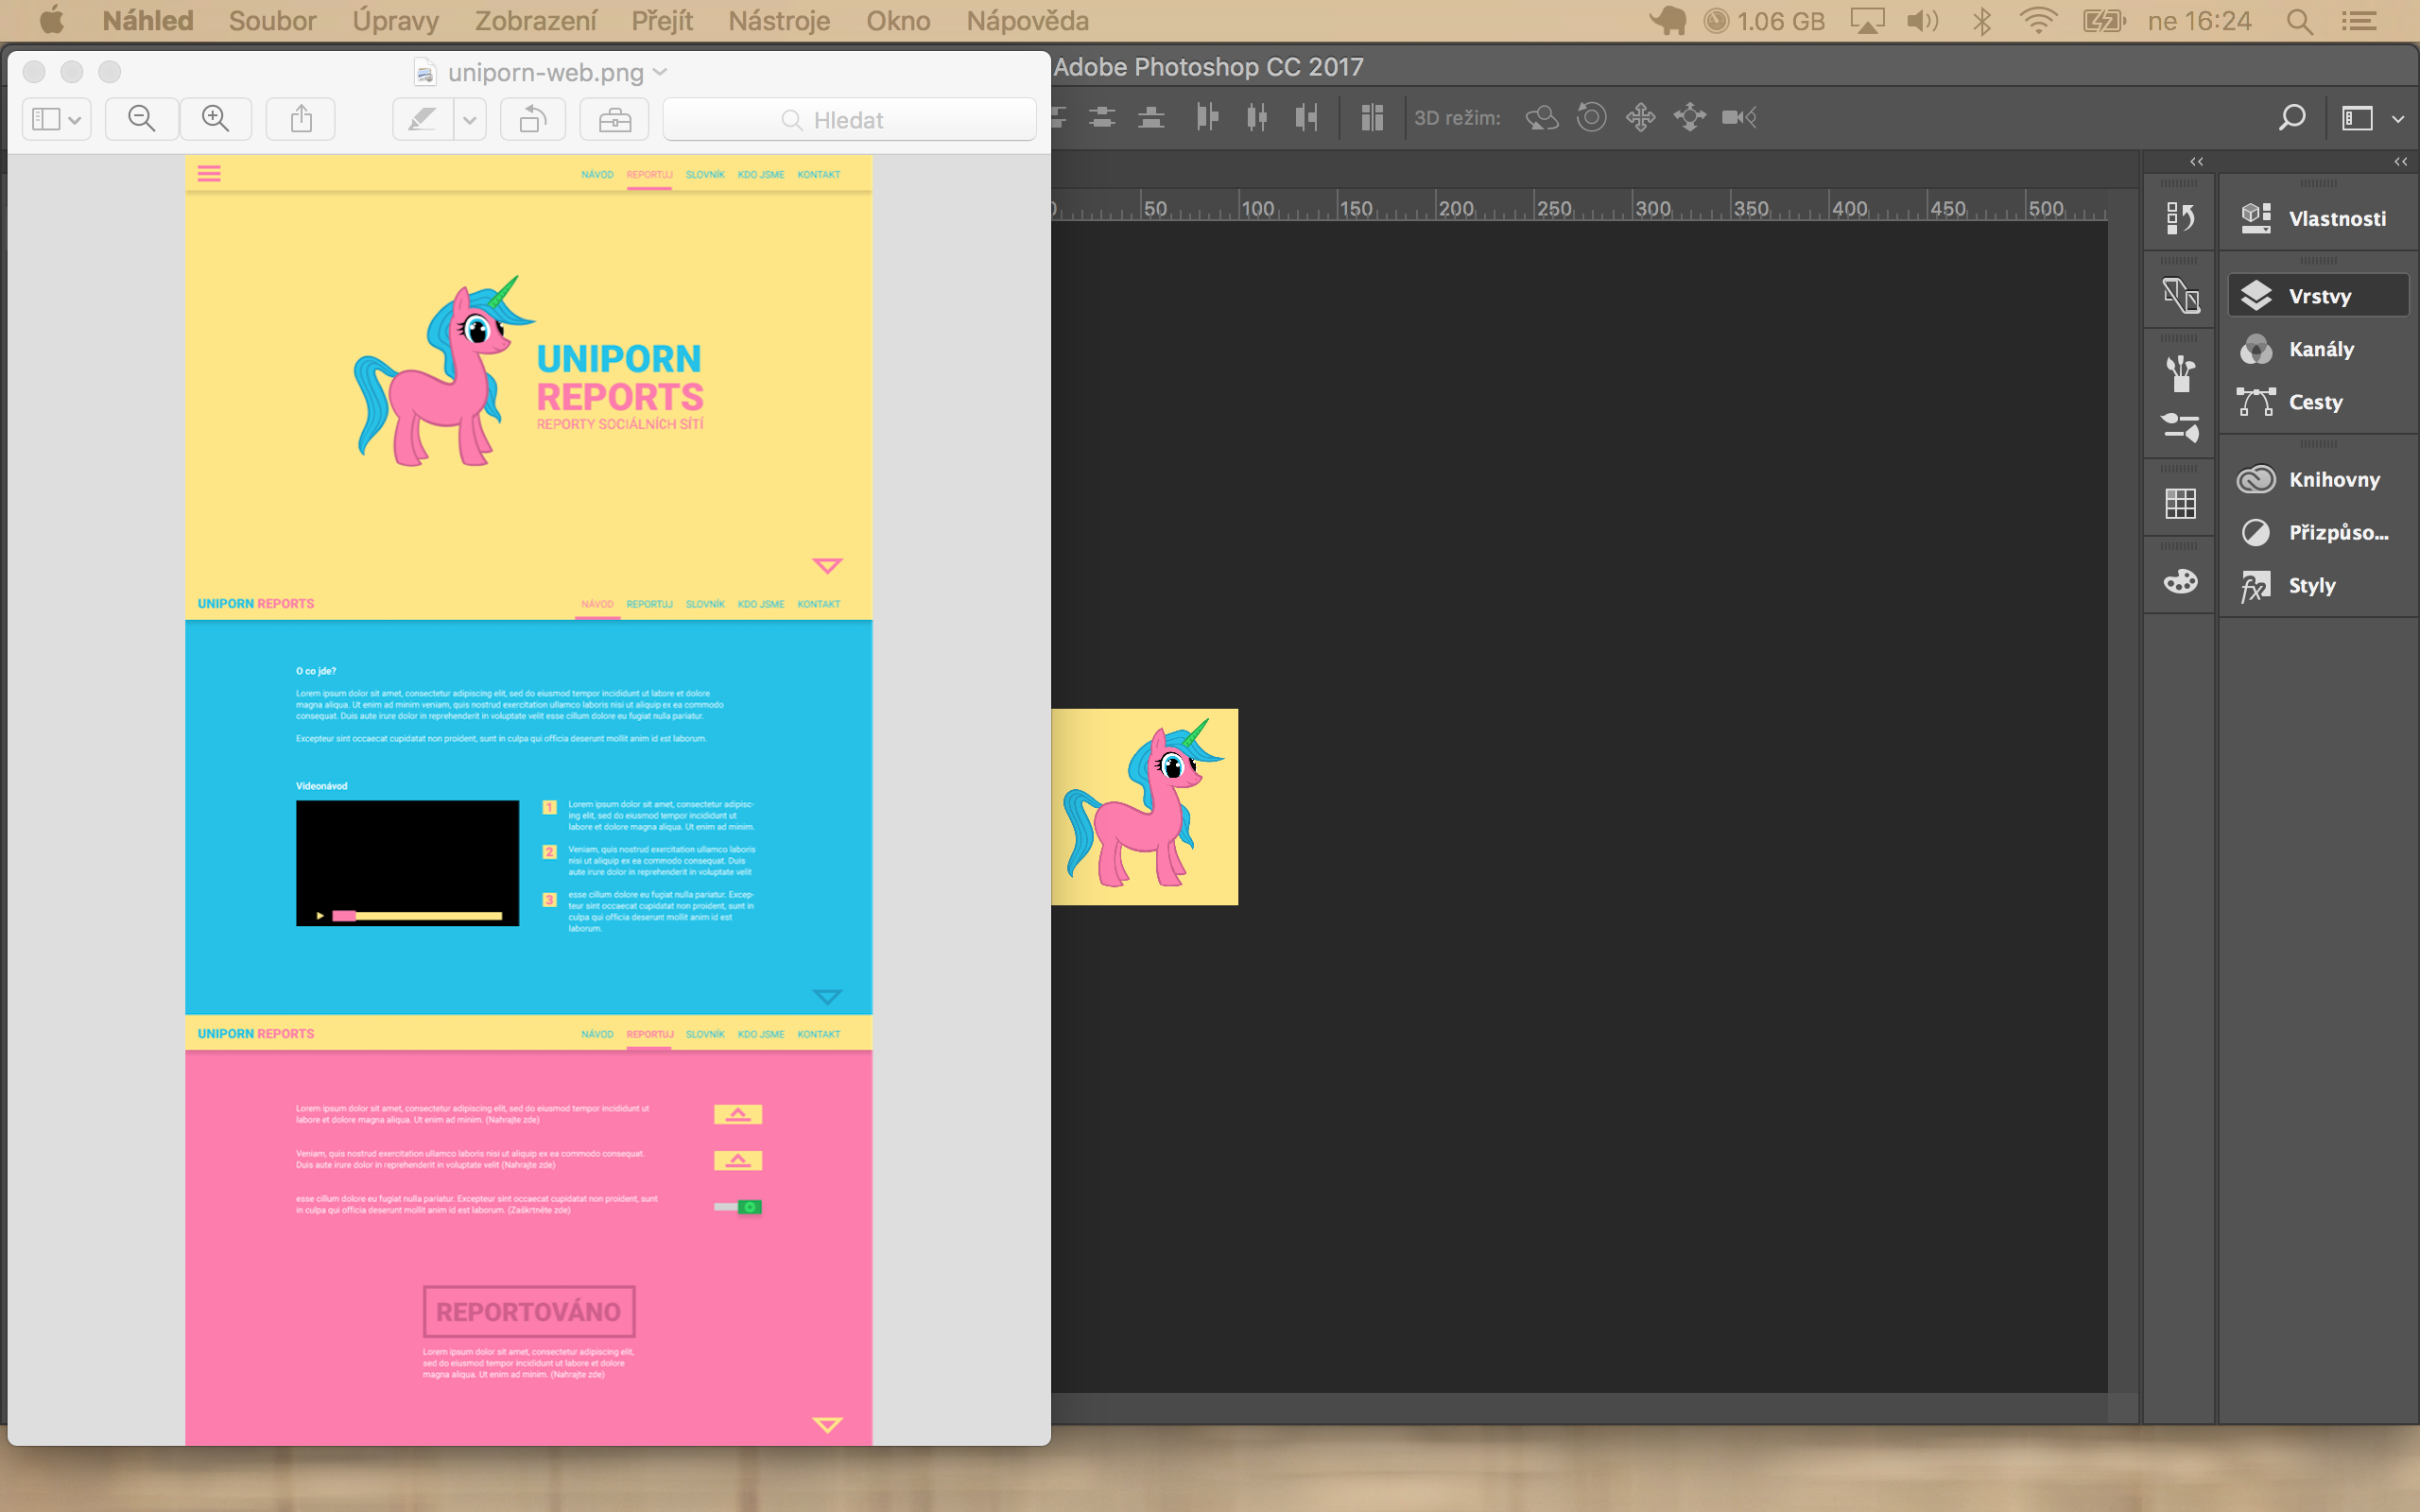 Náhled Soubor Úpravy Zobrazení Přejít Nástroje Okno Nápověda 1.06 GB ne 16:24
uniporn-web.png
Hledat
Adobe Photoshop CC 2017
3D režim:
50 100 150 200 250 300 350 400 450 500
Vlastnosti
Vrstvy
Kanály
Cesty
Knihovny
Přizpůso...
Styly
NÁVOD REPORTUJ SLOVNÍK KDO JSME KONTAKT
UNIPORN
REPORTS
REPORTY SOCIÁLNÍCH SÍTÍ
UNIPORN REPORTS NÁVOD REPORTUJ SLOVNÍK KDO JSME KONTAKT
O co jde?
Lorem ipsum dolor sit amet, consectetur adipiscing elit, sed do eiusmod tempor incididunt ut labore et dolore
magna aliqua. Ut enim ad minim veniam, quis nostrud exercitation ullamco laboris nisi ut aliquip ex ea commodo
consequat. Duis aute irure dolor in reprehenderit in voluptate velit esse cillum dolore eu fugiat nulla pariatur.
Excepteur sint occaecat cupidatat non proident, sunt in culpa qui officia deserunt mollit anim id est laborum.
Videonávod
1 Lorem ipsum dolor sit amet, consectetur adipisc-
ing elit, sed do eiusmod tempor incididunt ut
labore et dolore magna aliqua. Ut enim ad minim.
2 Veniam, quis nostrud exercitation ullamco laboris
nisi ut aliquip ex ea commodo consequat. Duis
aute irure dolor in reprehenderit in voluptate velit
3 esse cillum dolore eu fugiat nulla pariatur. Excep-
teur sint occaecat cupidatat non proident, sunt in
culpa qui officia deserunt mollit anim id est
laborum.
UNIPORN REPORTS NÁVOD REPORTUJ SLOVNÍK KDO JSME KONTAKT
Lorem ipsum dolor sit amet, consectetur adipiscing elit, sed do eiusmod tempor incididunt ut
labore et dolore magna aliqua. Ut enim ad minim. (Nahrajte zde)
Veniam, quis nostrud exercitation ullamco laboris nisi ut aliquip ex ea commodo consequat.
Duis aute irure dolor in reprehenderit in voluptate velit (Nahrajte zde)
esse cillum dolore eu fugiat nulla pariatur. Excepteur sint occaecat cupidatat non proident, sunt
in culpa qui officia deserunt mollit anim id est laborum. (Zaškrtněte zde)
REPORTOVÁNO
Lorem ipsum dolor sit amet, consectetur adipiscing elit,
sed do eiusmod tempor incididunt ut labore et dolore
magna aliqua. Ut enim ad minim. (Nahrajte zde)